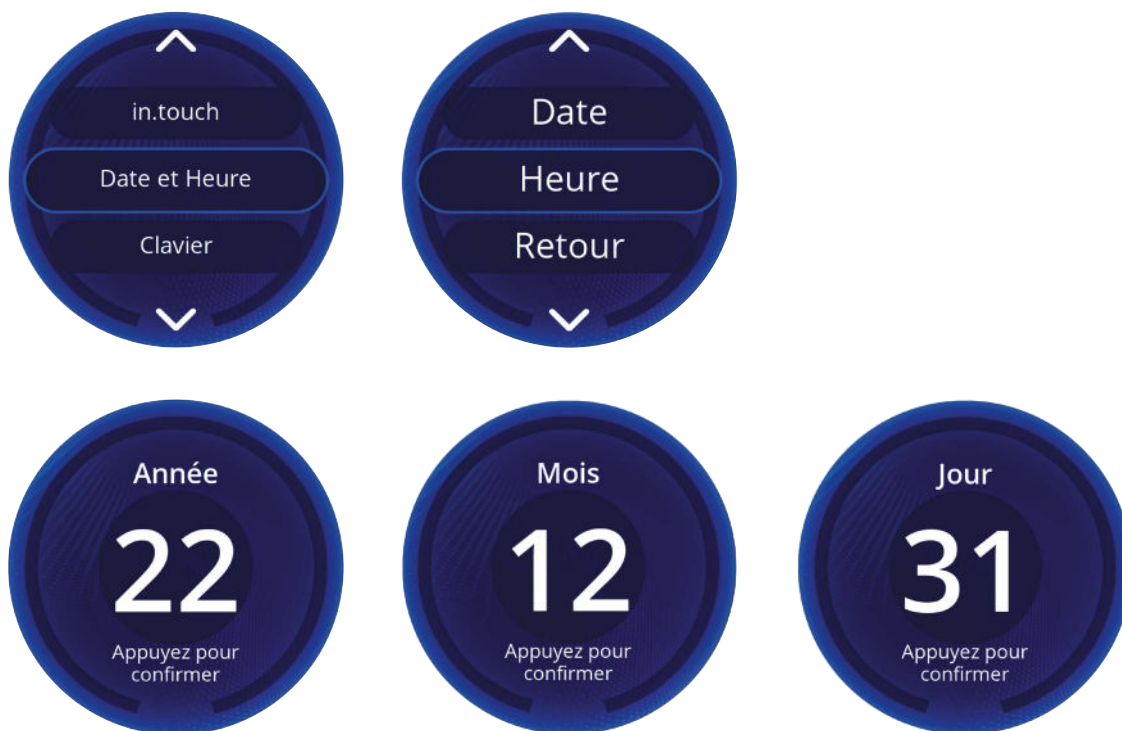 in.touch
Date et Heure
Clavier
Date
Heure
Retour
Année
22
Appuyez pour
confirmer
Mois
12
Appuyez pour
confirmer
Jour
31
Appuyez pour
confirmer